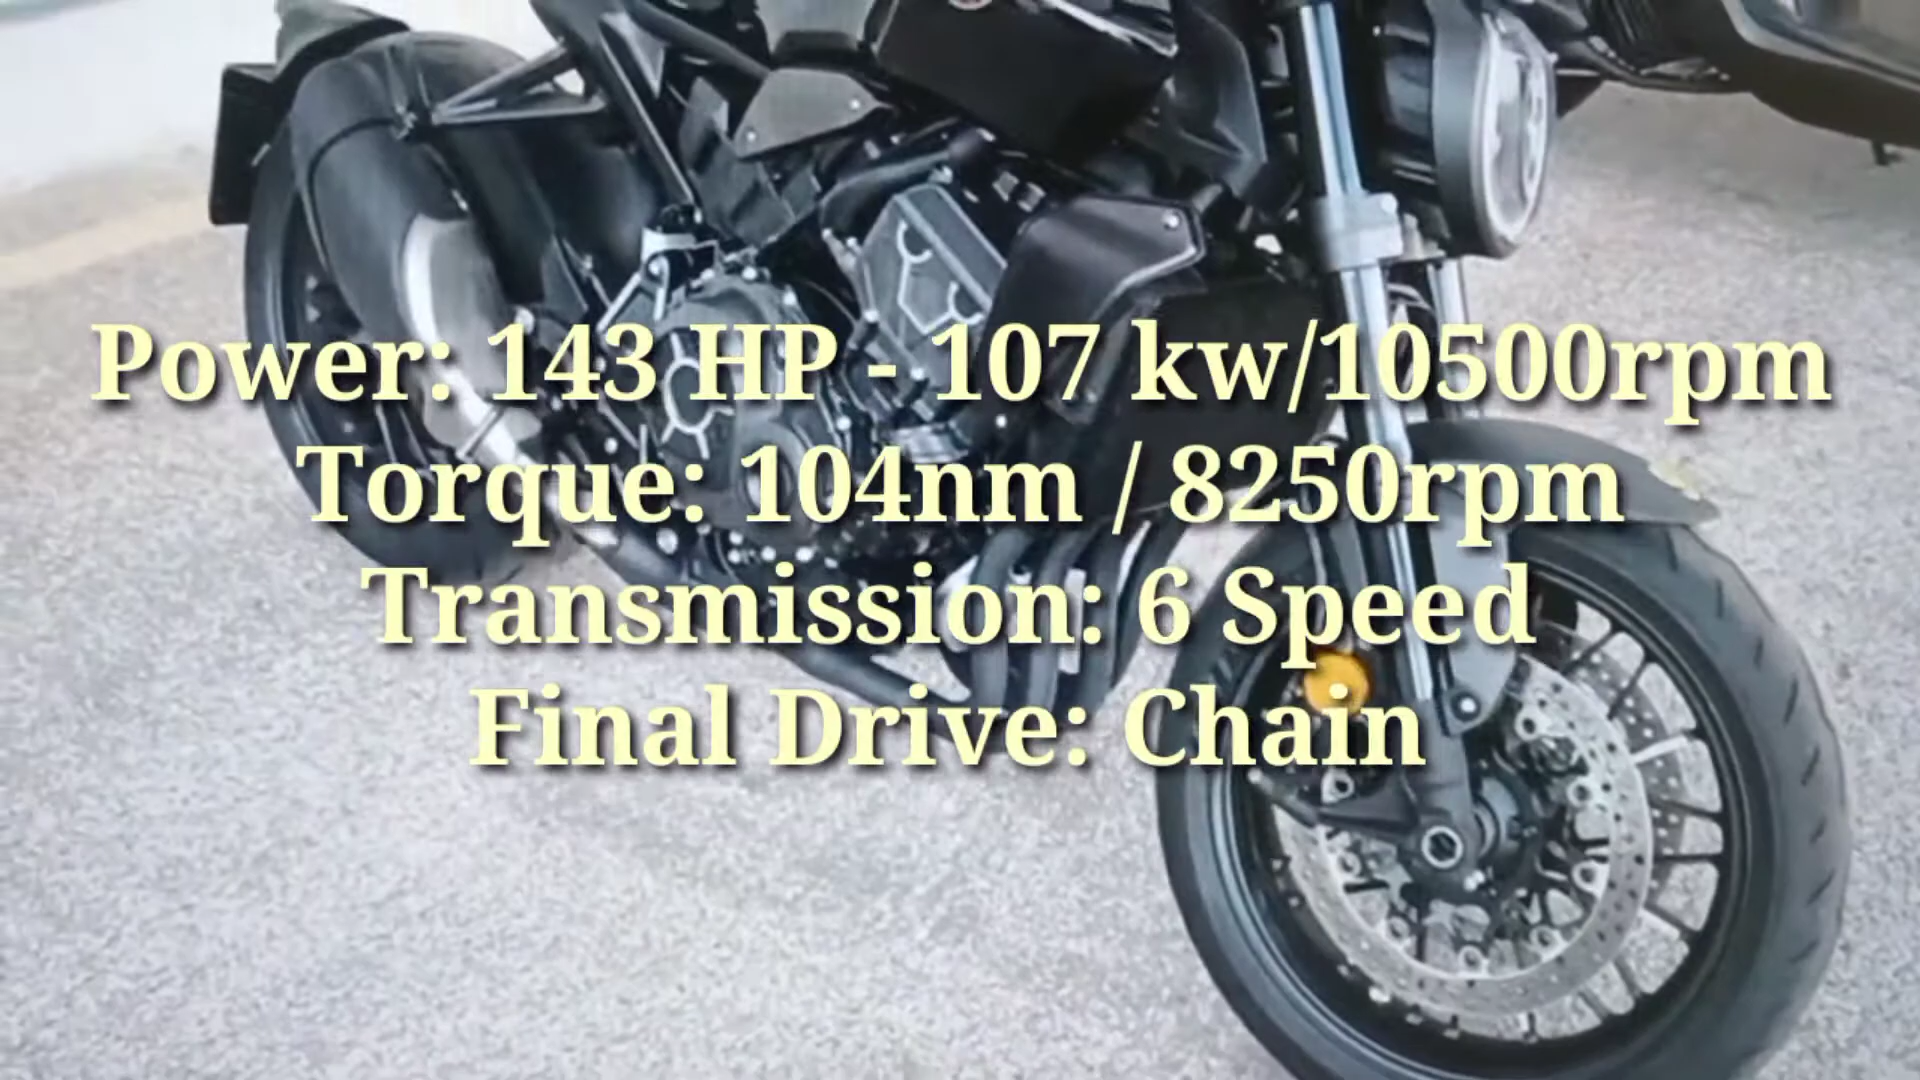 Power: 143 HP - 107 kw/10500rpm
Torque: 104nm / 8250rpm
Transmission: 6 Speed
Final Drive: Chain